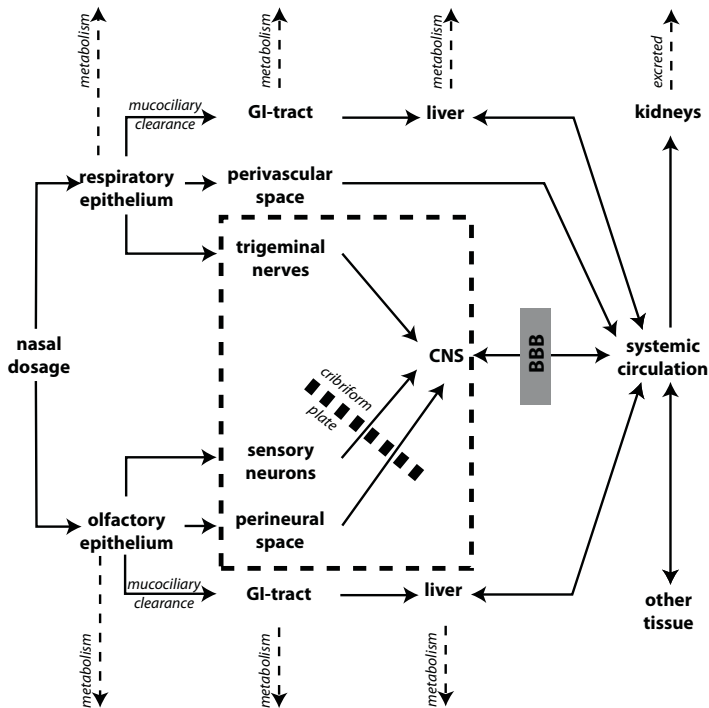 metabolism
metabolism
metabolism
excreted
mucociliary
clearance
GI-tract
liver
kidneys
respiratory
epithelium
perivascular
space
trigeminal
nerves
nasal
dosage
CNS
BBB
systemic
circulation
cribriform
plate
sensory
neurons
olfactory
epithelium
perineural
space
mucociliary
clearance
GI-tract
liver
other
tissue
metabolism
metabolism
metabolism